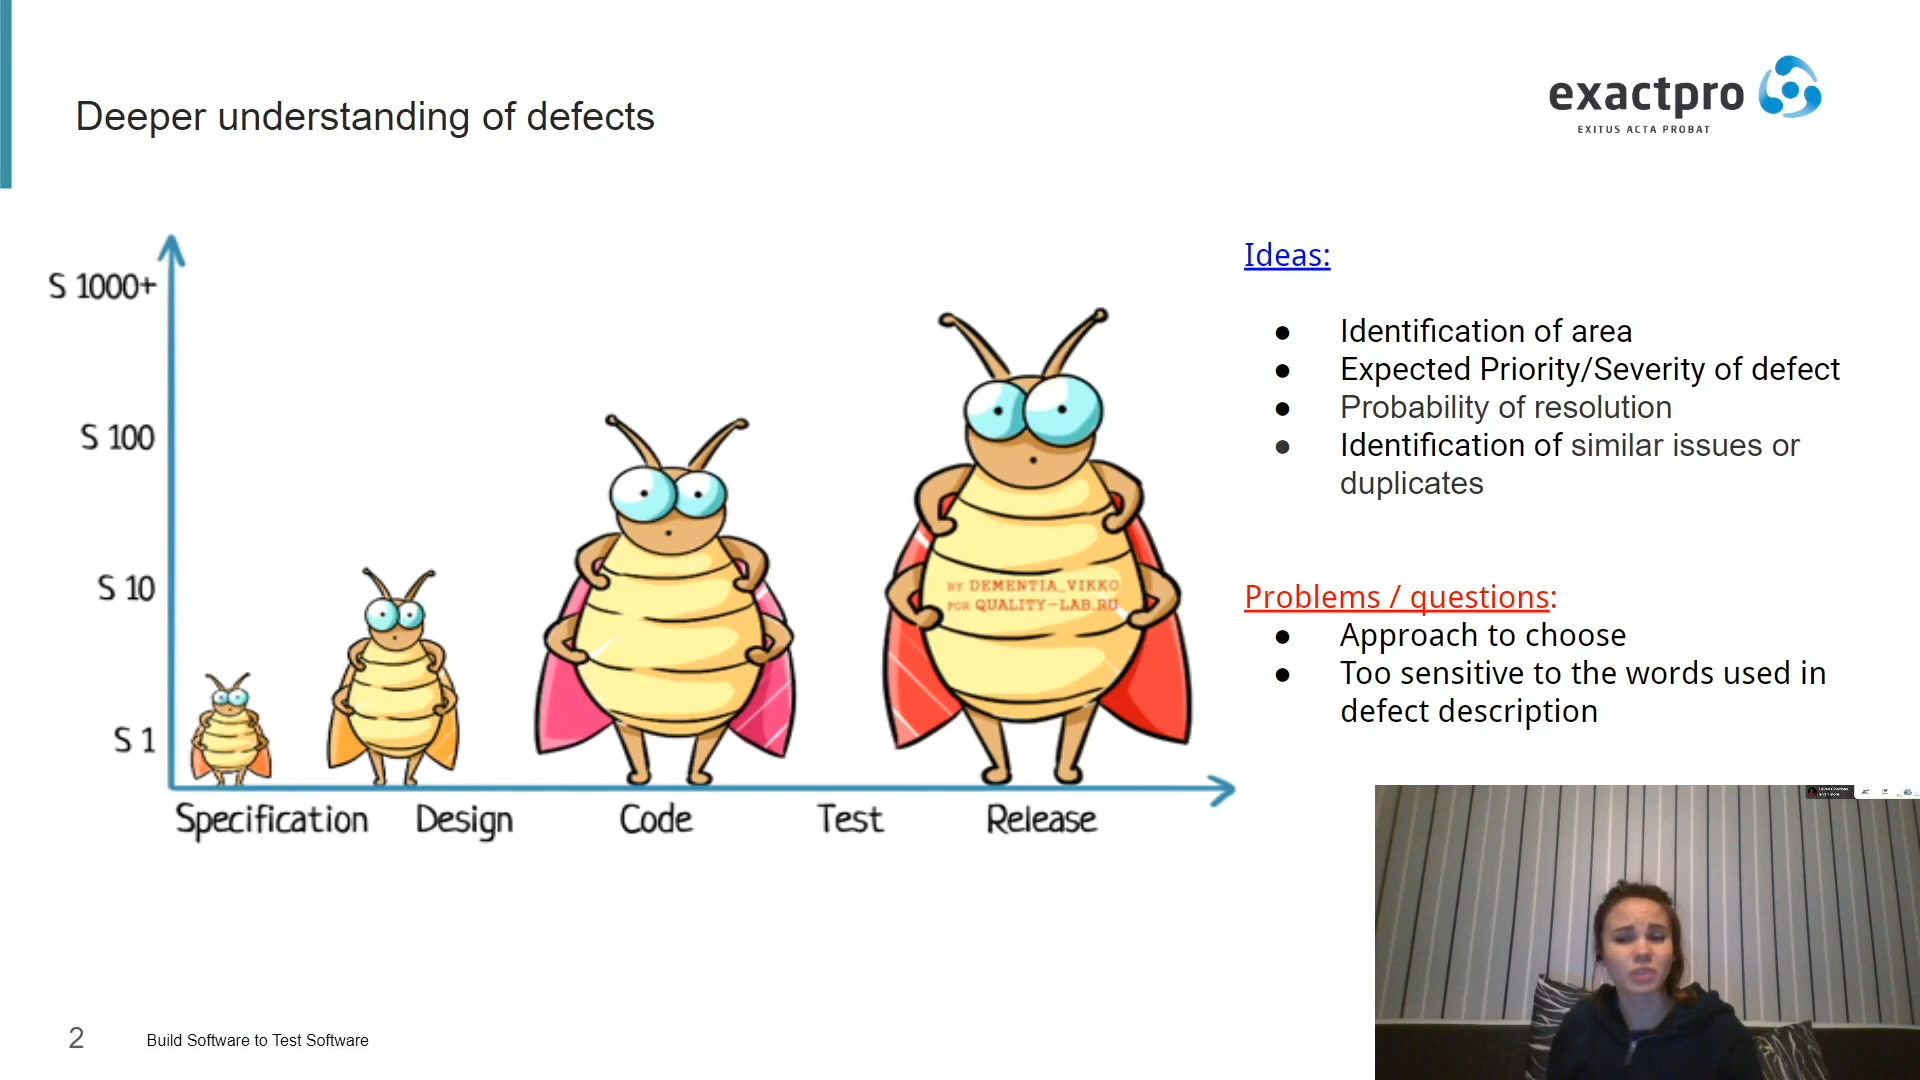 Deeper understanding of defects
exactpro
EXITUS ACTA PROBAT
S 1000+
S 100
S 10
S 1
Specification
Design
Code
Test
Release
BY DEMENTIA_VIKKO
FOR QUALITY-LAB.RU
Ideas:
● Identification of area
● Expected Priority/Severity of defect
● Probability of resolution
● Identification of similar issues or
duplicates
Problems / questions:
● Approach to choose
● Too sensitive to the words used in
defect description
2
Build Software to Test Software